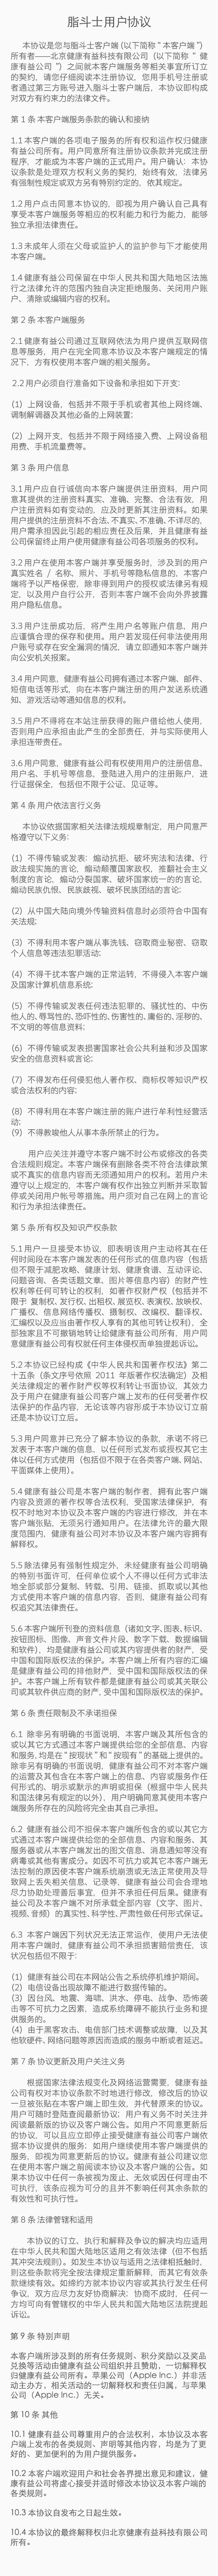 脂斗士用户协议
本协议是您与脂斗士客户端(以下简称“本客户端”)
所有者——北京健康有益科技有限公司（以下简称“健
康有益公司”）之间就本客户端服务等相关事宜所订立
的契约，请您仔细阅读本注册协议，您用手机号注册或
者通过第三方账号进入脂斗士客户端后，本协议即构成
对双方有约束力的法律文件。
第 1 条 本客户端服务条款的确认和接纳
1.1 本客户端的各项电子服务的所有权和运作权归健康
有益公司所有。用户同意所有注册协议条款并完成注册
程序，才能成为本客户端的正式用户。用户确认：本协
议条款是处理双方权利义务的契约，始终有效，法律另
有强制性规定或双方另有特别约定的，依其规定。
1.2 用户点击同意本协议的，即视为用户确认自己具有
享受本客户端服务等相应的权利能力和行为能力，能够
独立承担法律责任。
1.3 未成年人须在父母或监护人的监护参与下才能使用
本客户端。
1.4 健康有益公司保留在中华人民共和国大陆地区法施
行之法律允许的范围内独自决定拒绝服务、关闭用户账
户、清除或编辑内容的权利。
第 2 条 本客户端服务
2.1 健康有益公司通过互联网依法为用户提供互联网信
息等服务，用户在完全同意本协议及本客户端规定的情
况下，方有权使用本客户端的相关服务。
2.2 用户必须自行准备如下设备和承担如下开支:
(1）上网设备，包括并不限于手机或者其他上网终端、
调制解调器及其他必备的上网装置;
(2）上网开支，包括并不限于网络接入费、上网设备租
用费、手机流量费等。
第 3 条 用户信息
3.1 用户应自行诚信向本客户端提供注册资料，用户同
意其提供的注册资料真实、准确、完整、合法有效，用
户注册资料如有变动的，应及时更新其注册资料。如果
用户提供的注册资料不合法、不真实、不准确、不详尽的，
用户需承担因此引起的相应责任及后果，并且健康有益
公司保留终止用户使用健康有益公司各项服务的权利。
3.2 用户在使用本客户端并享受服务时，涉及到的用户
真实姓名 / 名称、照片、手机号等隐私信息的，本客户端
将予以严格保密，除非得到用户的授权或法律另有规
定，以及用户自行公开，否则本客户端不会向外界披露
用户隐私信息。
3.3 用户注册成功后，将产生用户名等账户信息，用户
应谨慎合理的保存和使用。用户若发现任何非法使用用
户账号或存在安全漏洞的情况，请立即通知本客户端并
向公安机关报案。
3.4 用户同意，健康有益公司拥有通过本客户端、邮件、
短信电话等形式，向在本客户端注册的用户发送系统通
知、游戏活动等通知信息的权利。
3.5 用户不得将在本站注册获得的账户借给他人使用，
否则用户应承担由此产生的全部责任，并与实际使用人
承担连带责任。
3.6 用户同意，健康有益公司有权使用用户的注册信息、
用户名、手机号等信息，登陆进入用户的注册账户，进
行证据保全，包括但不限于公证、见证等。
第 4 条 用户依法言行义务
本协议依据国家相关法律法规规章制定，用户同意严
格遵守以下义务:
(1）不得传输或发表: 煽动抗拒、破坏宪法和法律、行
政法规实施的言论，煽动颠覆国家政权，推翻社会主义
制度的言论，煽动分裂国家、破坏国家统一的的言论，
煽动民族仇恨、民族歧视、破坏民族团结的言论;
(2）从中国大陆向境外传输资料信息时必须符合中国有
关法规;
(3）不得利用本客户端从事洗钱、窃取商业秘密、窃取
个人信息等违法犯罪活动;
(4）不得干扰本客户端的正常运转，不得侵入本客户端
及国家计算机信息系统;
(5）不得传输或发表任何违法犯罪的、骚扰性的、中伤
他人的、辱骂性的、恐吓性的、伤害性的、庸俗的，淫秽的、
不文明的等信息资料;
(6）不得传输或发表损害国家社会公共利益和涉及国家
安全的信息资料或言论;
(7）不得发布任何侵犯他人著作权、商标权等知识产权
或合法权利的内容;
(8）不得利用在本客户端注册的账户进行牟利性经营活
动;
(9）不得教唆他人从事本条所禁止的行为。
用户应关注并遵守本客户端不时公布或修改的各类
合法规则规定。本客户端保有删除各类不符合法律政策
或不真实的信息内容而无须通知用户的权利。若用户未
遵守以上规定的，本客户端有权作出独立判断并采取暂
停或关闭用户帐号等措施。用户须对自己在网上的言论
和行为承担法律责任。
第 5 条 所有权及知识产权条款
5.1 用户一旦接受本协议，即表明该用户主动将其在任
何时间段在本客户端发表的任何形式的信息内容（包括
但不限于减肥攻略、健康计划、健康食谱、互动评论、
问题咨询、各类话题文章、图片等信息内容）的财产性
权利等任何可转让的权利，如著作权财产权（包括并不
限于: 复制权、发行权、出租权、展览权、表演权、放映权、
广播权、信息网络传播权、摄制权、改编权、翻译权、
汇编权以及应当由著作权人享有的其他可转让权利），全
部独家且不可撤销地转让给健康有益公司所有，用户同
意健康有益公司有权就任何主体侵权而单独提起诉讼。
5.2 本协议已经构成《中华人民共和国著作权法》第二
十五条（条文序号依照 2011 年版著作权法确定）及相
关法律规定的著作财产权等权利转让书面协议，其效力
及于用户在健康有益公司客户端上发布的任何受著作权
法保护的作品内容，无论该等内容形成于本协议订立前
还是本协议订立后。
5.3 用户同意并已充分了解本协议的条款，承诺不将已
发表于本客户端的信息，以任何形式发布或授权其它主
体以任何方式使用（包括但不限于在各类客户端、网站、
平面媒体上使用）。
5.4 健康有益公司是本客户端的制作者，拥有此客户端
内容及资源的著作权等合法权利，受国家法律保护，有
权不时地对本协议及本客户端的内容进行修改，并在本
客户端张贴，无须另行通知用户。在法律允许的最大限
度范围内，健康有益公司对本协议及本客户端内容拥有
解释权。
5.5 除法律另有强制性规定外，未经健康有益公司明确
的特别书面许可，任何单位或个人不得以任何方式非法
地全部或部分复制、转载、引用、链接、抓取或以其他
方式使用本客户端的信息内容，否则，健康有益公司有
权追究其法律责任。
5.6 本客户端所刊登的资料信息（诸如文字、图表、标识、
按钮图标、图像、声音文件片段、数字下载、数据编辑
和软件），均是健康有益公司或其内容提供者的财产，受
中国和国际版权法的保护。本客户端上所有内容的汇编
是健康有益公司的排他财产，受中国和国际版权法的保
护。本客户端上所有软件都是健康有益公司或其关联公
司或其软件供应商的财产，受中国和国际版权法的保护。
第 6 条 责任限制及不承诺担保
6.1 除非另有明确的书面说明，本客户端及其所包含的
或以其它方式通过本客户端提供给您的全部信息、内容
和服务，均是在“按现状”和“按现有”的基础上提供的。
除非另有明确的书面说明，健康有益公司不对本客户端
的运营及其包含在本客户端上的信息、内容或服务作任
何形式的、明示或默示的声明或担保（根据中华人民共
和国法律另有规定的以外），用户明确同意其使用本客户
端服务所存在的风险将完全由其自己承担。
6.2 健康有益公司不担保本客户端所包含的或以其它方
式通过本客户端提供给您的全部信息、内容和服务、其
服务器或从本客户端发出的图文信息、消息通知等没有
病毒或其他有害成分。如因不可抗力或其它本客户端无
法控制的原因使本客户端系统崩溃或无法正常使用及导
致网上丢失相关信息、记录等，健康有益公司会合理地
尽力协助处理善后事宜，但并不承担任何后果。健康有
益公司及本客户端不对所承载全部内容（文字、图片、
视频、音频）的真实性、科学性、严肃性做任何形式保证。
6.3 本客户端因下列状况无法正常运作，使用户无法使
用本客户端时，健康有益公司不承担损害赔偿责任，该
状况包括但不限于:
(1）健康有益公司在本网站公告之系统停机维护期间。
(2）电信设备出现故障不能进行数据传输的。
(3）因台风、地震、海啸、洪水、停电、战争、恐怖袭
击等不可抗力之因素，造成系统障碍不能执行业务和提
供服务的。
(4）由于黑客攻击、电信部门技术调整或故障，以及其
他软硬件、网络问题等原因而造成的服务中断或者延迟。
第 7 条 协议更新及用户关注义务
根据国家法律法规变化及网络运营需要，健康有益
公司有权对本协议条款不时地进行修改，修改后的协议
一旦被张贴在本客户端上即生效，并代替原来的协议。
用户可随时登陆查阅最新协议；用户有义务不时关注并
阅读最新版的协议及客户端公告。如用户不同意更新后
的协议，可以且应立即停止接受健康有益公司客户端依
据本协议提供的服务；如用户继续使用本客户端提供的
服务，即视为同意更新后的协议。健康有益公司建议您
在使用本客户端之前阅读本协议及本客户端的公告。如
果本协议中任何一条被视为废止、无效或因任何理由不
可执行，该条应视为可分的且并不影响任何其余条款的
有效性和可执行性。
第 8 条 法律管辖和适用
本协议的订立、执行和解释及争议的解决均应适用
在中华人民共和国大陆地区适用之有效法律（但不包括
其冲突法规则）。如发生本协议与适用之法律相抵触时，
则这些条款将完全按法律规定重新解释，而其它有效条
款继续有效。如缔约方就本协议内容或其执行发生任何
争议，双方应尽力友好协商解决；协商不成时，任何一
方均可向有管辖权的中华人民共和国大陆地区法院提起
诉讼。
第 9 条 特别声明
本客户端所涉及到的所有任务规则、积分奖励以及奖品
兑换等活动由健康有益公司组织并且赞助，一切解释权
归健康有益公司所有。苹果公司（Apple Inc.）并非活
动主办方，相关活动的一切解释权和责任归属，与苹果
公司（Apple Inc.）无关。
第 10 条 其他
10.1 健康有益公司尊重用户的合法权利，本协议及本客
户端上发布的各类规则、声明等其他内容，均是为了更
好的、更加便利的为用户提供服务。
10.2 本客户端欢迎用户和社会各界提出意见和建议，健
康有益公司将虚心接受并适时修改本协议及本客户端的
各类规则。
10.3 本协议自发布之日起生效。
10.4 本协议的最终解释权归北京健康有益科技有限公司
所有。